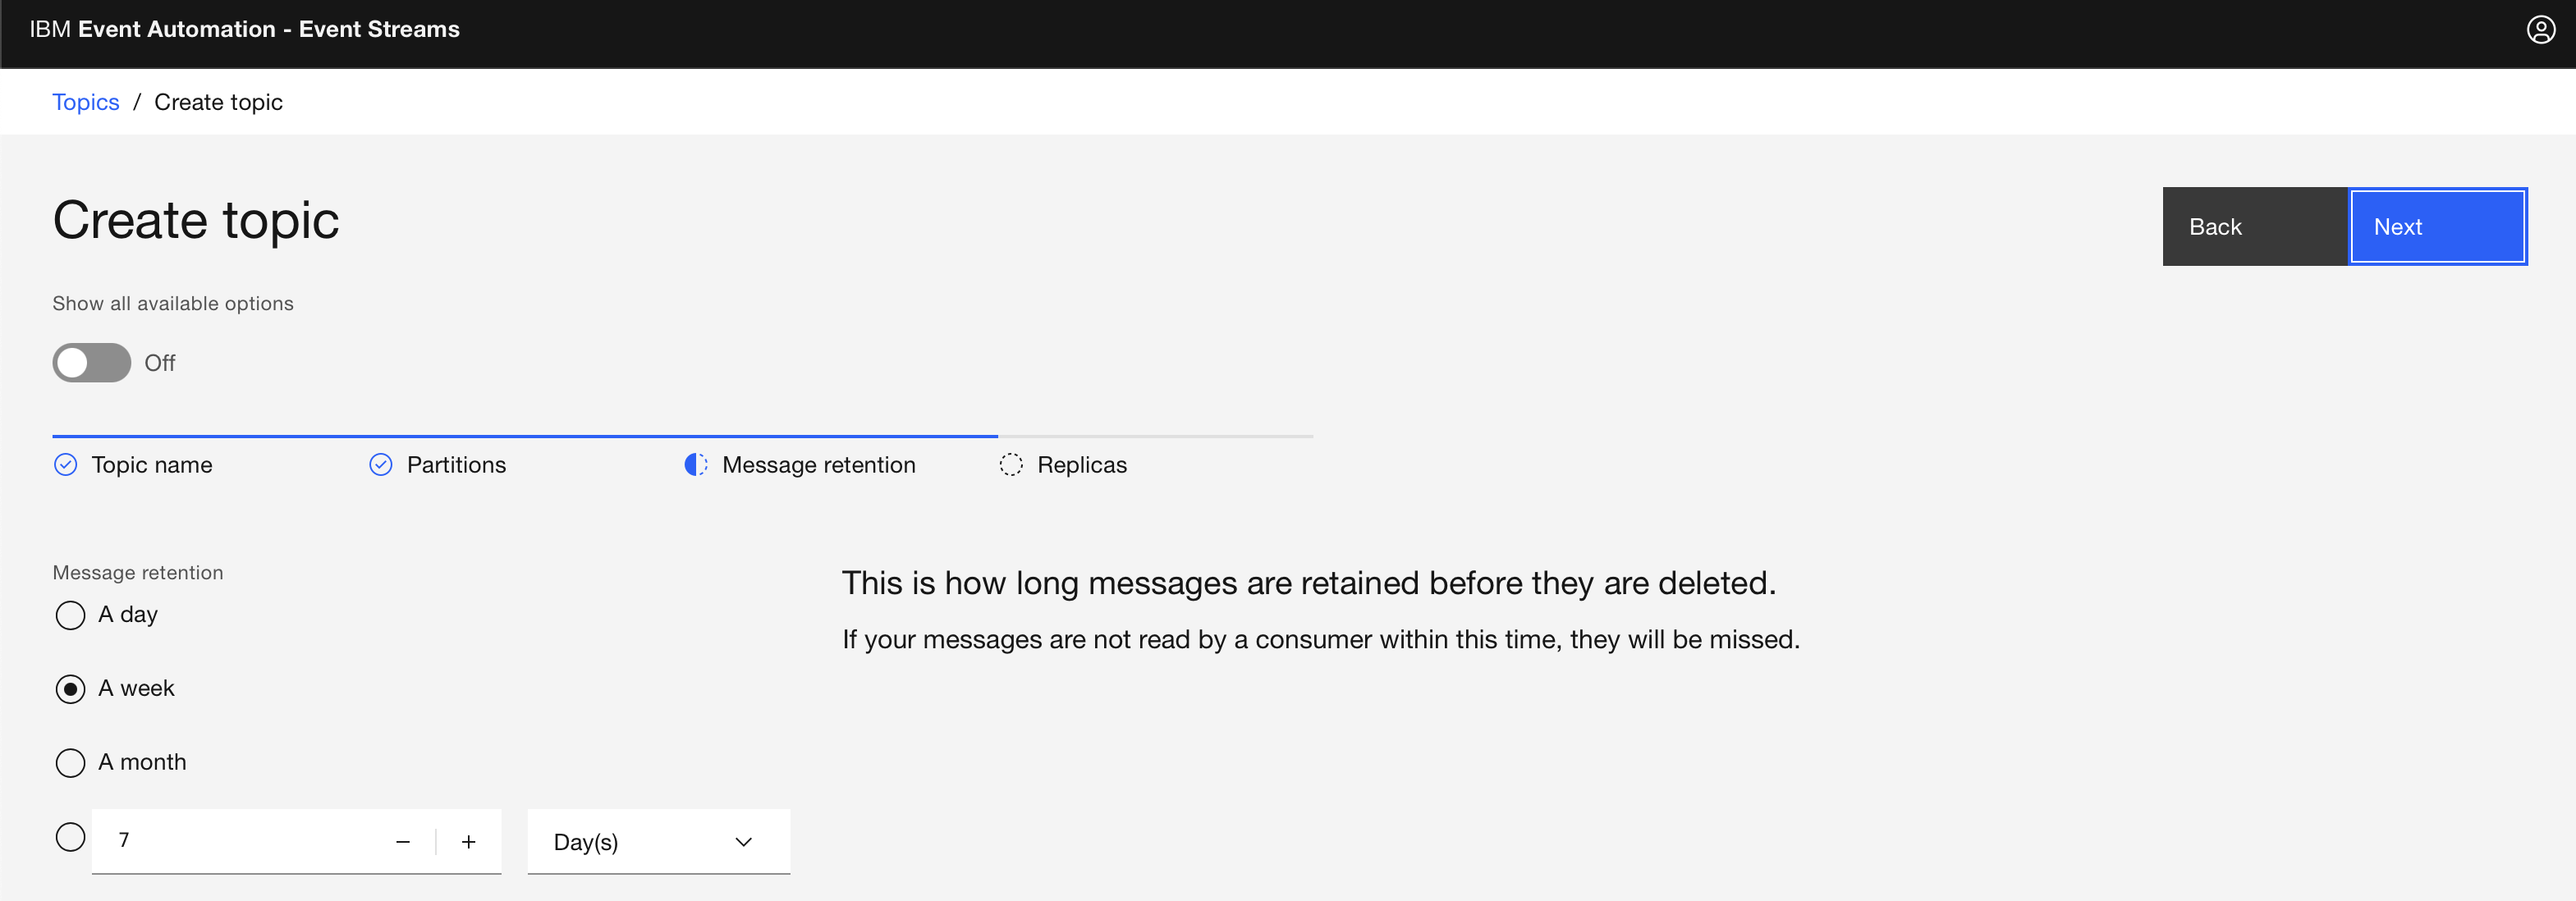 IBM Event Automation - Event Streams
Topics / Create topic
Create topic
Back
Next
Show all available options
Off
Topic name
Partitions
Message retention
Replicas
Message retention
A day
A week
A month
7
Day(s)
This is how long messages are retained before they are deleted.
If your messages are not read by a consumer within this time, they will be missed.